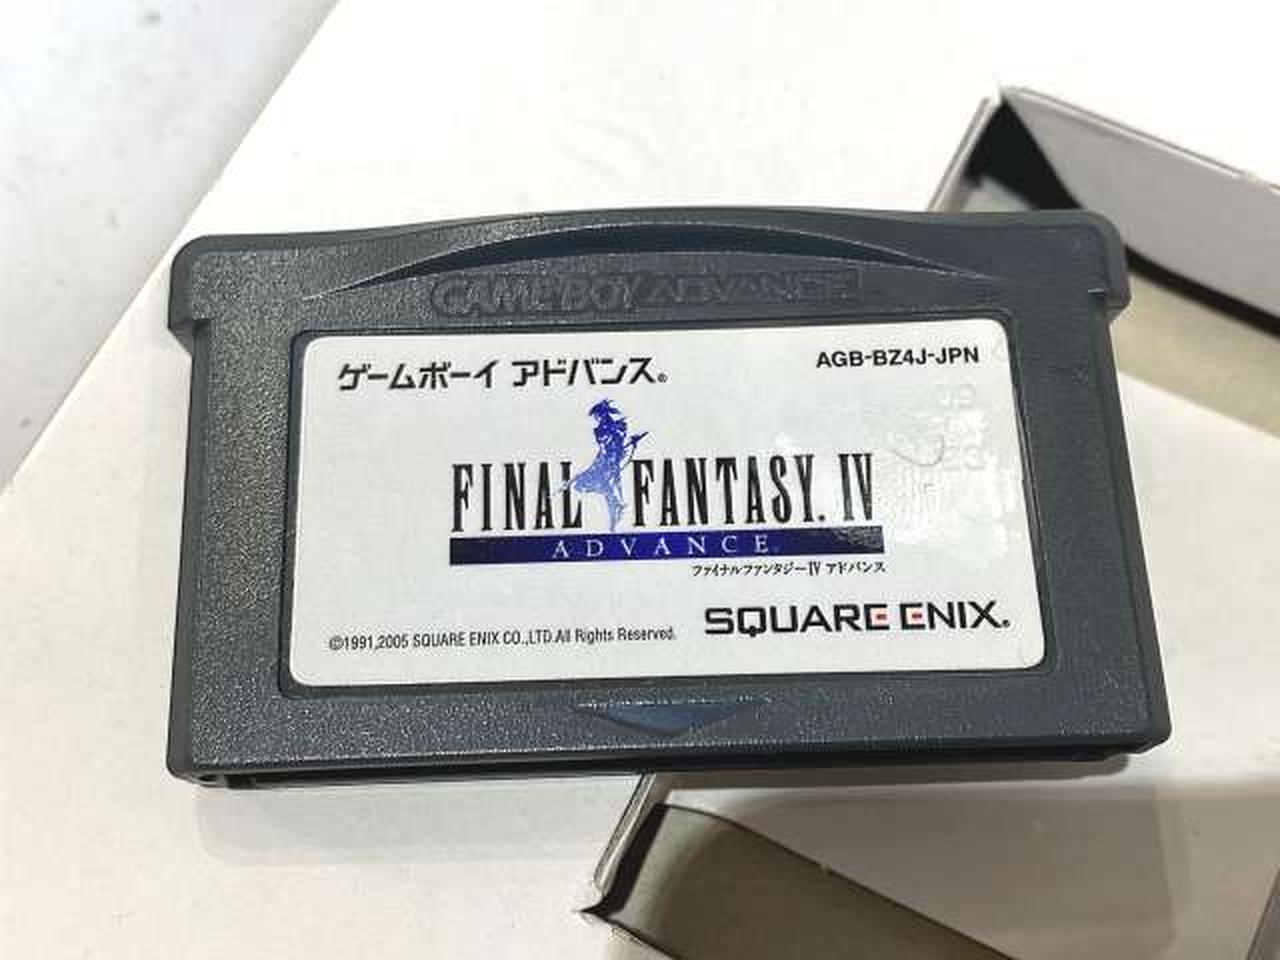 GAME BOY ADVANCE
ゲームボーイ アドバンス®
AGB-BZ4J-JPN
FINAL FANTASY. IV
ADVANCE
ファイナルファンタジーIV アドバンス
©1991,2005 SQUARE ENIX CO.,LTD.All Rights Reserved.
SQUARE ENIX.